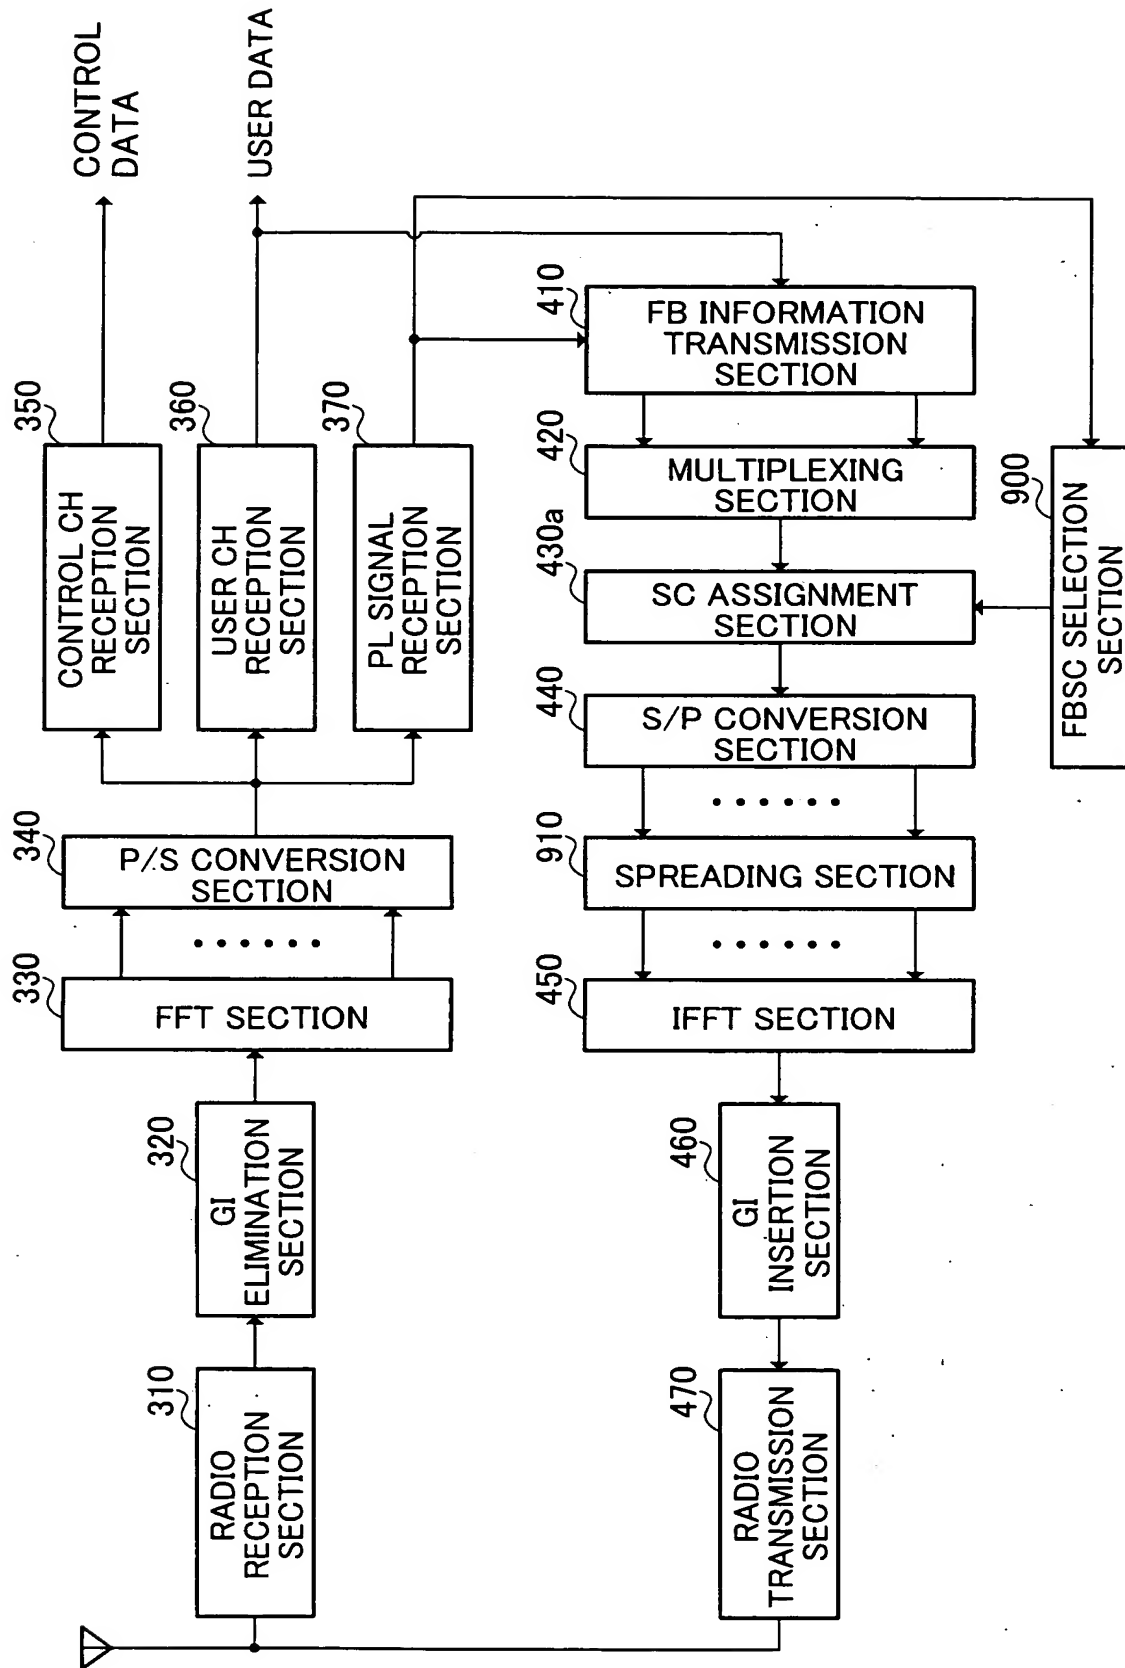 310
RADIO
RECEPTION
SECTION
320
GI
ELIMINATION
SECTION
330
FFT SECTION
340
P/S CONVERSION
SECTION
350
CONTROL CH
RECEPTION
SECTION
CONTROL
DATA
360
USER CH
RECEPTION
SECTION
USER DATA
370
PL SIGNAL
RECEPTION
SECTION
410
FB INFORMATION
TRANSMISSION
SECTION
420
MULTIPLEXING
SECTION
430a
SC ASSIGNMENT
SECTION
440
S/P CONVERSION
SECTION
910
SPREADING SECTION
450
IFFT SECTION
460
GI
INSERTION
SECTION
470
RADIO
TRANSMISSION
SECTION
900
FBSC SELECTION
SECTION